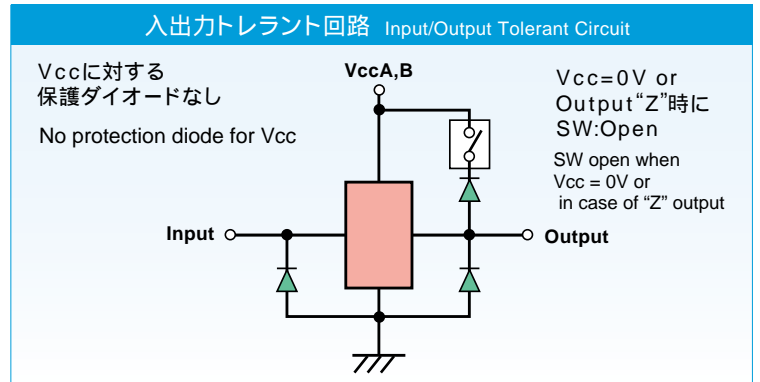 入出力トレラント回路 Input/Output Tolerant Circuit
Vccに対する
保護ダイオードなし
No protection diode for Vcc
VccA,B
Vcc=0V or
Output“Z”時に
SW:Open
SW open when
Vcc = 0V or
in case of “Z” output
Input
Output